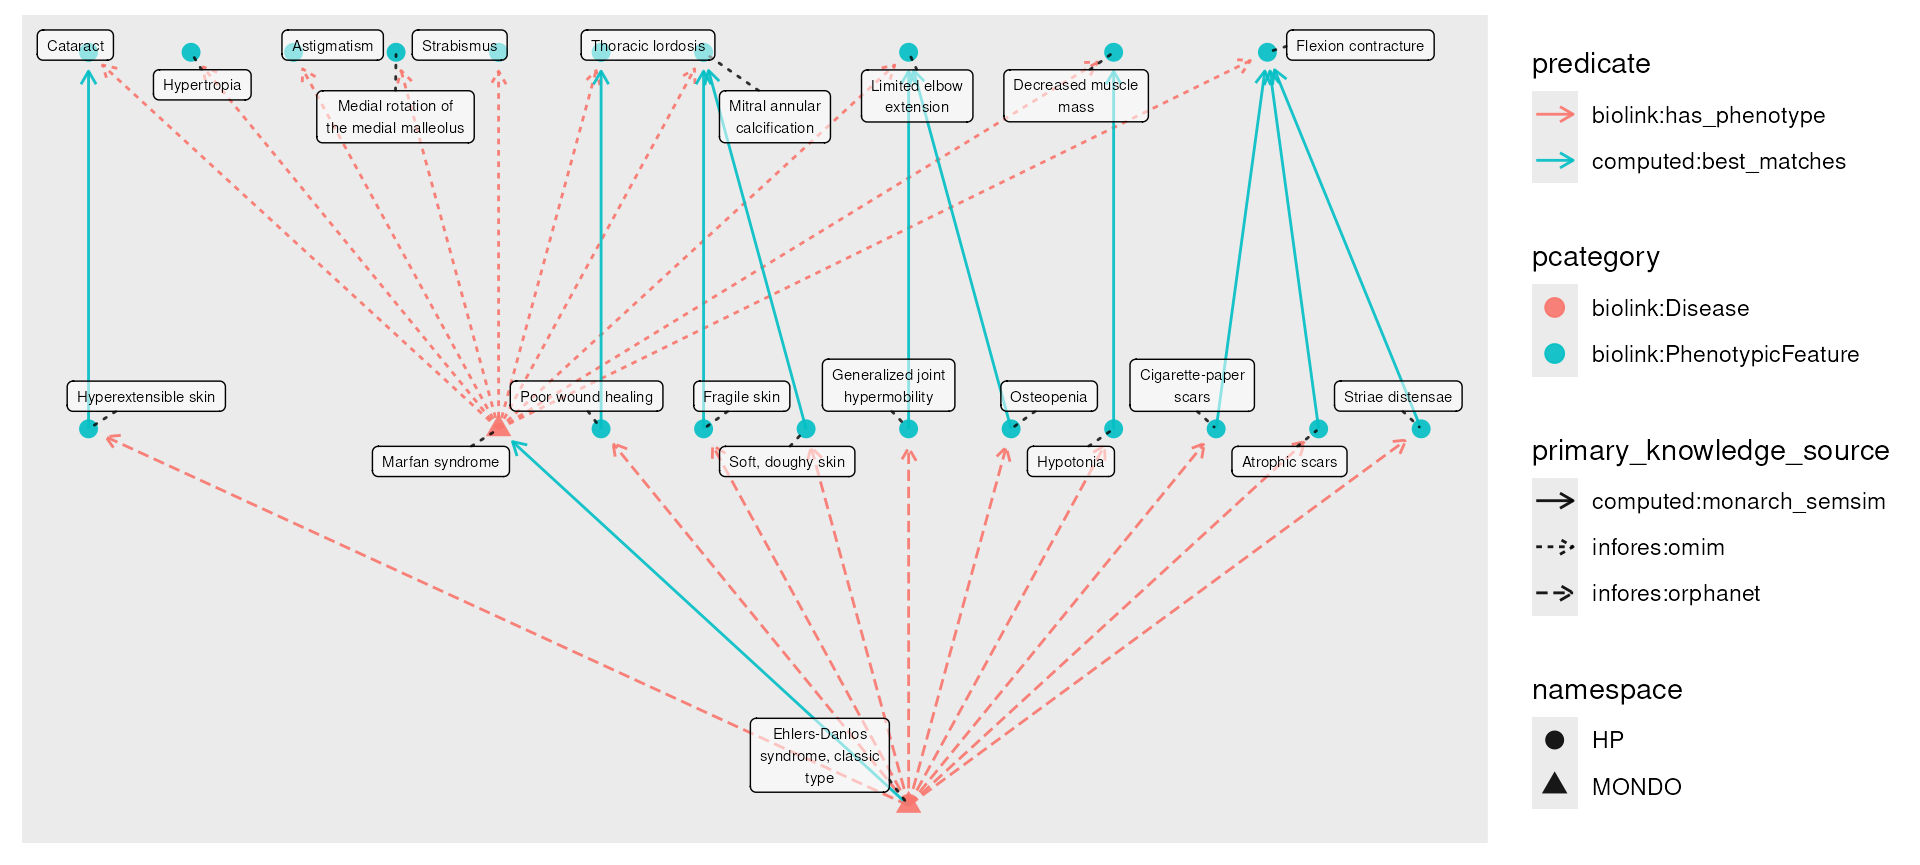 Cataract
Hypertropia
Astigmatism
Medial rotation of
the medial malleolus
Strabismus
Thoracic lordosis
Mitral annular
calcification
Limited elbow
extension
Decreased muscle
mass
Flexion contracture
Hyperextensible skin
Marfan syndrome
Poor wound healing
Fragile skin
Soft, doughy skin
Generalized joint
hypermobility
Osteopenia
Hypotonia
Cigarette-paper
scars
Atrophic scars
Striae distensae
Ehlers-Danlos
syndrome, classic
type
predicate
biolink:has_phenotype
computed:best_matches
pcategory
biolink:Disease
biolink:PhenotypicFeature
primary_knowledge_source
computed:monarch_semsim
infores:omim
infores:orphanet
namespace
HP
MONDO